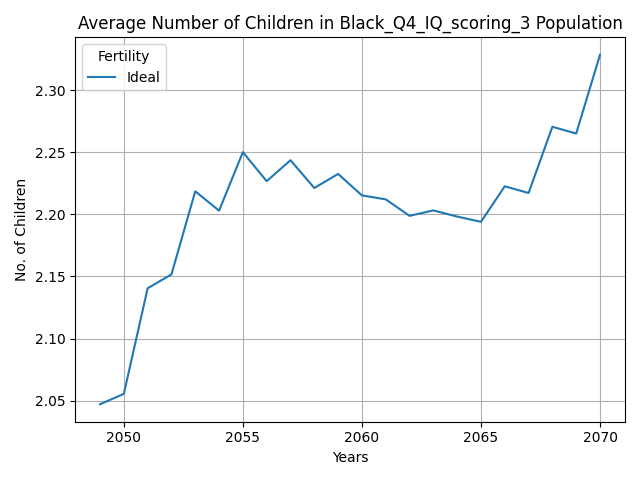 Average Number of Children in Black_Q4_IQ_scoring_3 Population
Fertility
Ideal
No. of Children
2.30
2.25
2.20
2.15
2.10
2.05
2050
2055
2060
2065
2070
Years